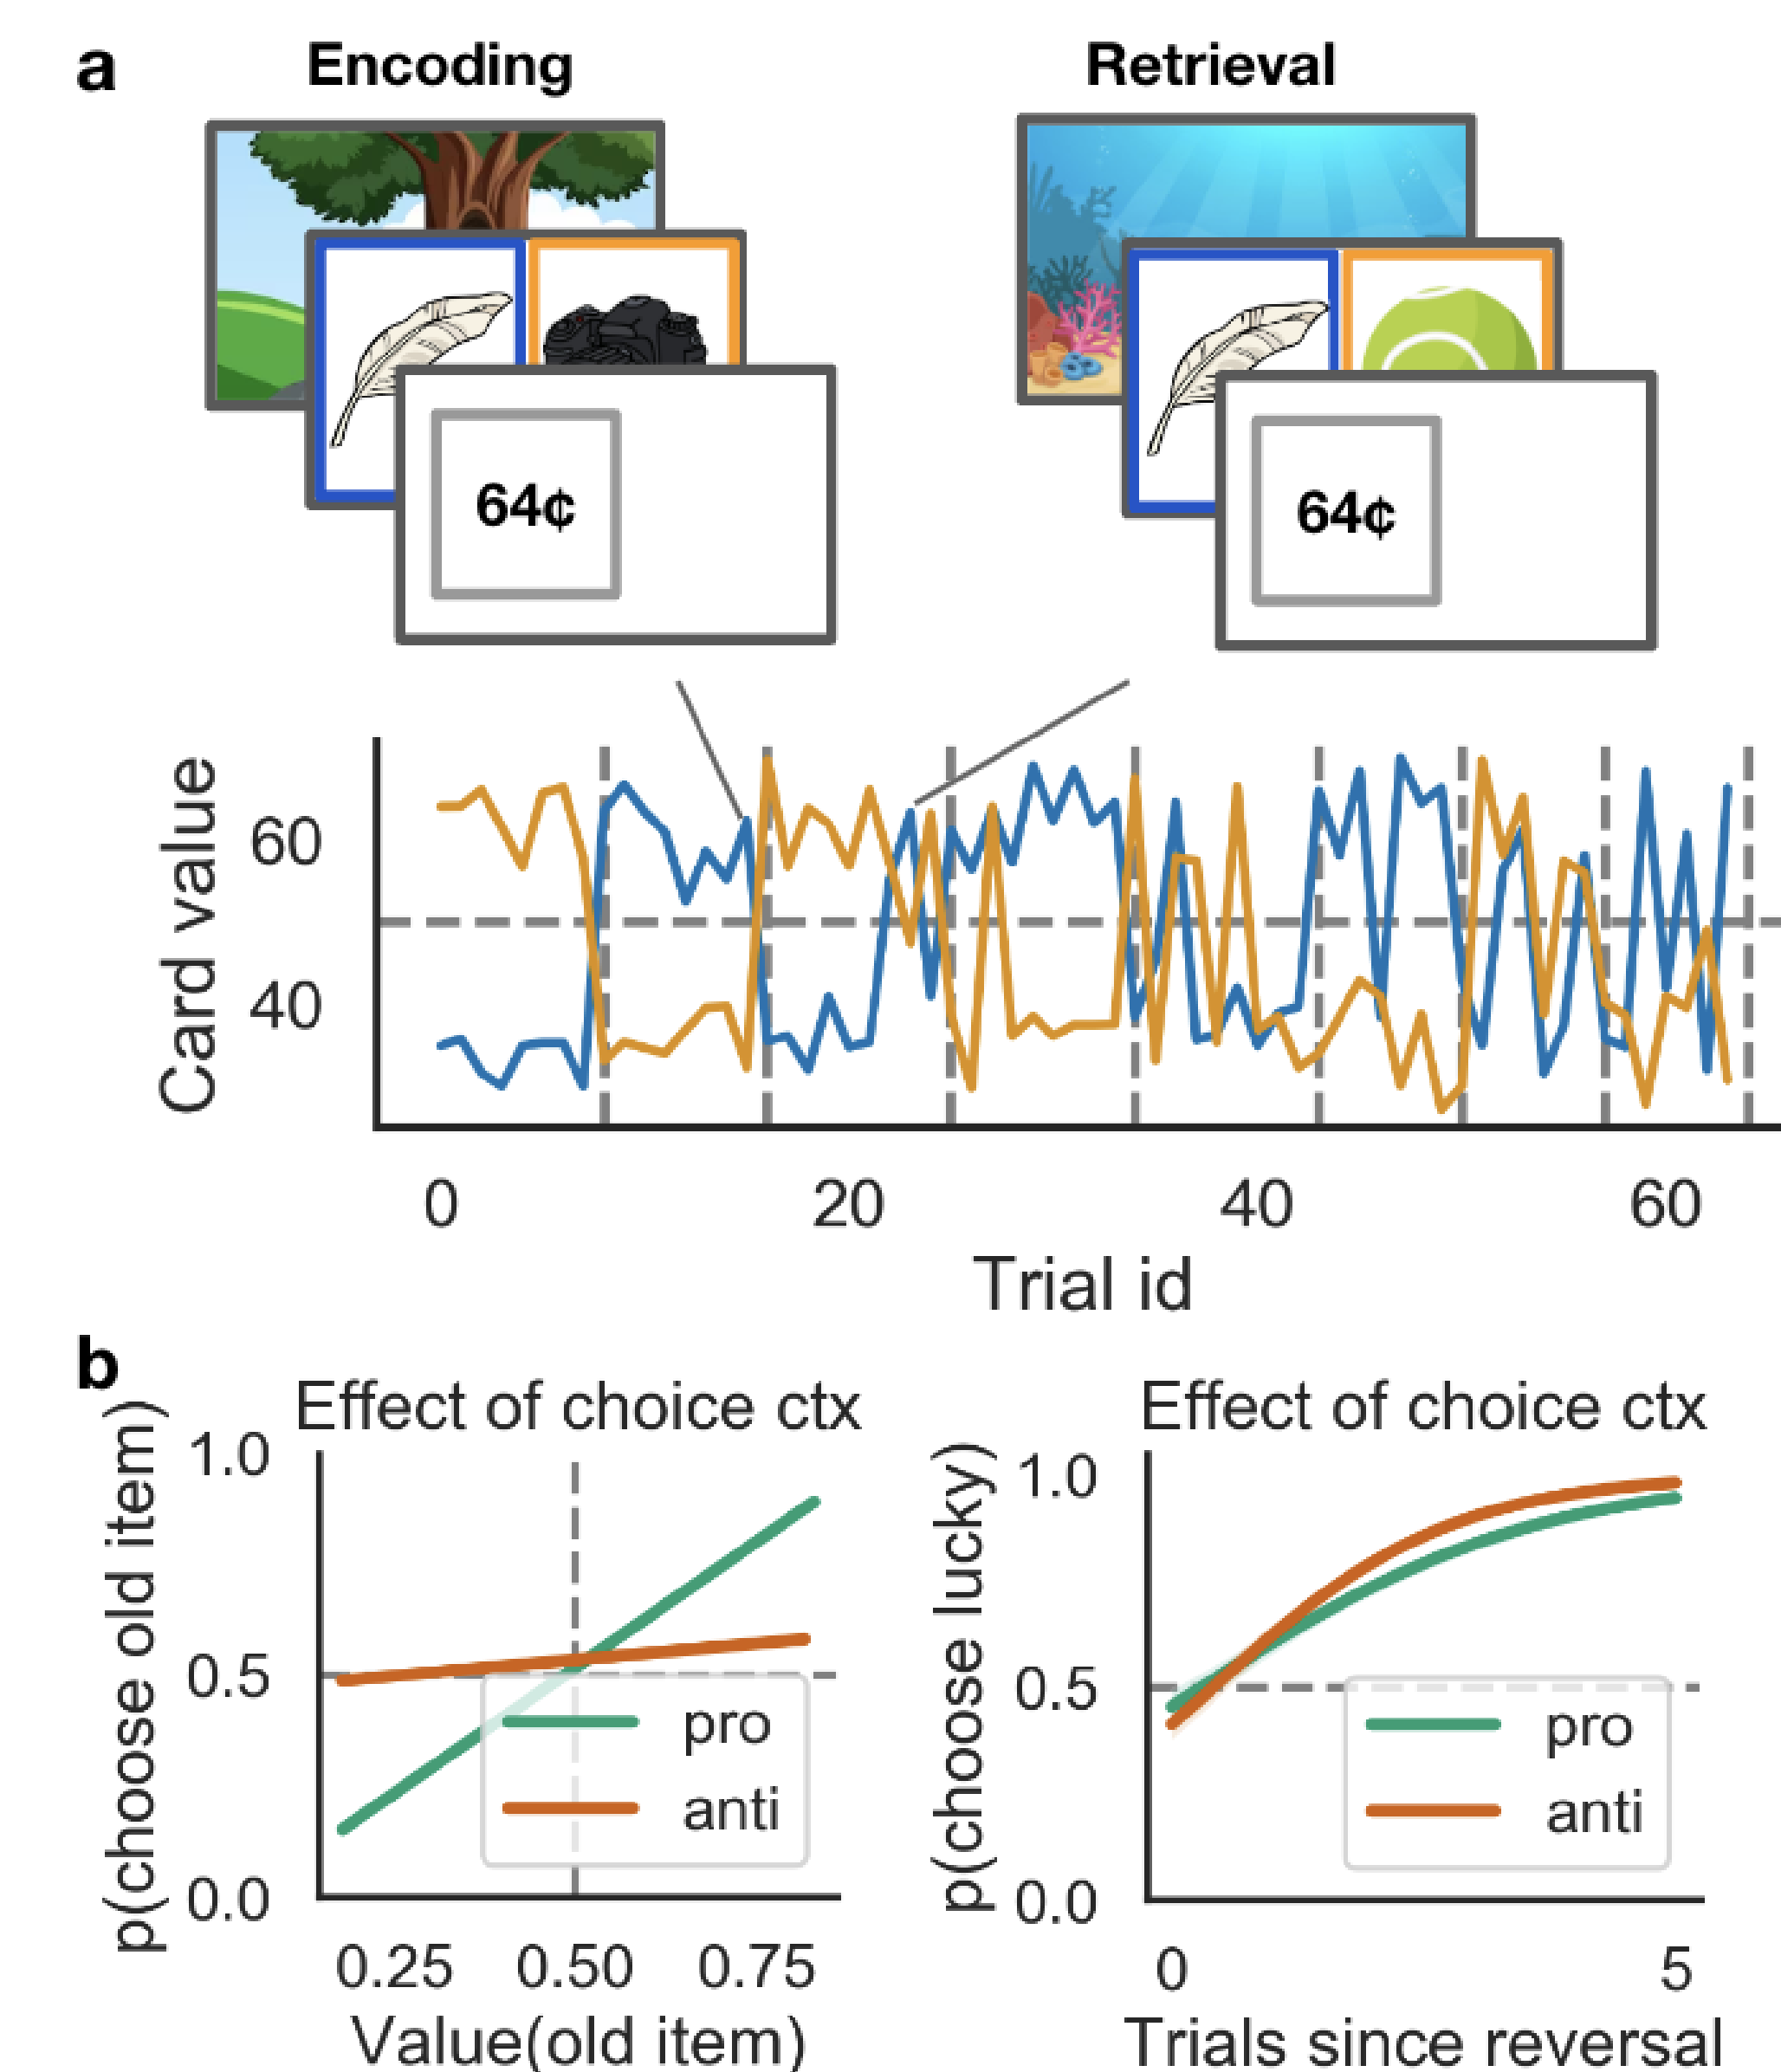 a
Encoding
Retrieval
64¢
64¢
Card value
60
40
0
20
40
60
Trial id
b
Effect of choice ctx
p(choose old item)
1.0
0.5
0.0
pro
anti
0.25
0.50
0.75
Value(old item)
Effect of choice ctx
p(choose lucky)
1.0
0.5
0.0
pro
anti
0
5
Trials since reversal